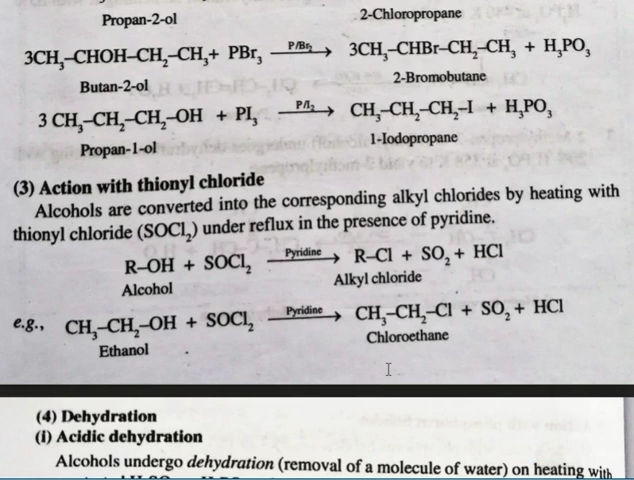 Propan-2-ol 2-Chloropropane
3CH₃–CHOH–CH₂–CH₃ + PBr₃ —P/Br₂→ 3CH₃–CHBr–CH₂–CH₃ + H₃PO₃
Butan-2-ol 2-Bromobutane
3 CH₃–CH₂–CH₂–OH + PI₃ —P/I₂→ CH₃–CH₂–CH₂–I + H₃PO₃
Propan-1-ol 1-Iodopropane
(3) Action with thionyl chloride
Alcohols are converted into the corresponding alkyl chlorides by heating with
thionyl chloride (SOCl₂) under reflux in the presence of pyridine.
R–OH + SOCl₂ —Pyridine→ R–Cl + SO₂ + HCl
Alcohol Alkyl chloride
e.g., CH₃–CH₂–OH + SOCl₂ —Pyridine→ CH₃–CH₂–Cl + SO₂ + HCl
Ethanol Chloroethane
(4) Dehydration
(i) Acidic dehydration
Alcohols undergo dehydration (removal of a molecule of water) on heating with